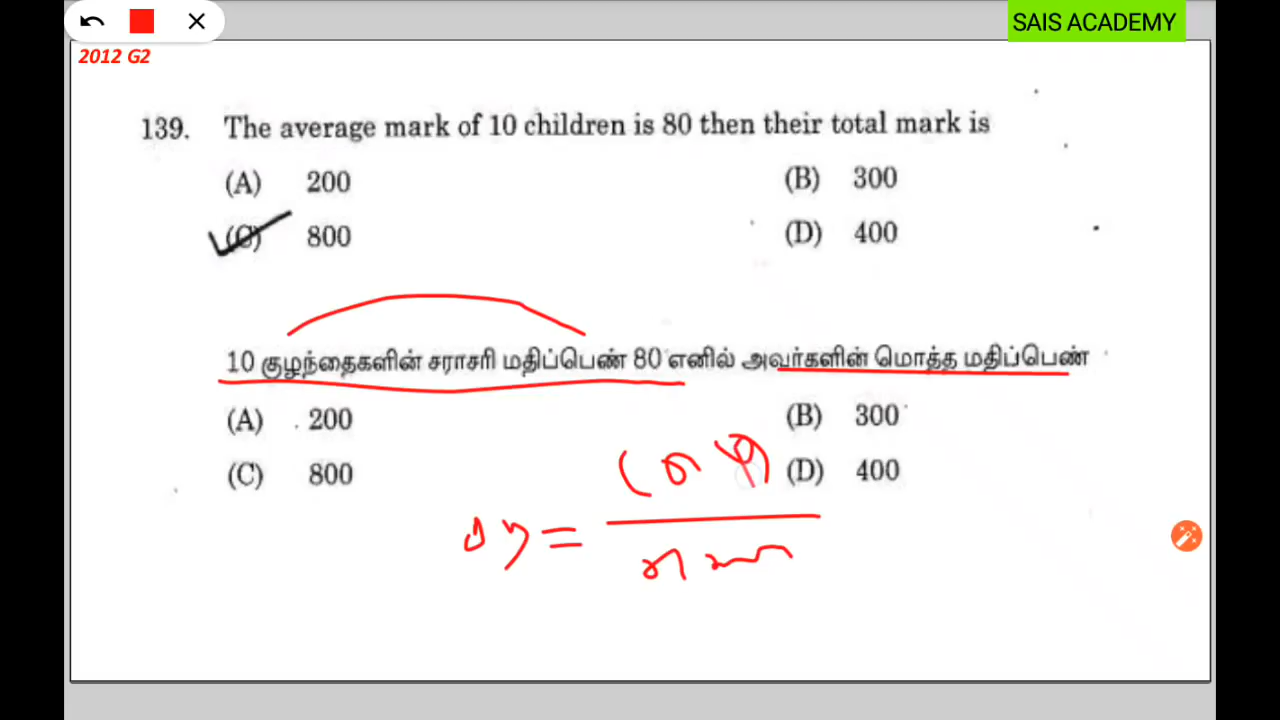 SAIS ACADEMY
2012 G2
139. The average mark of 10 children is 80 then their total mark is
(A) 200 (B) 300
(C) 800 (D) 400
10 குழந்தைகளின் சராசரி மதிப்பெண் 80 எனில் அவர்களின் மொத்த மதிப்பெண்
(A) 200 (B) 300
(C) 800 (D) 400